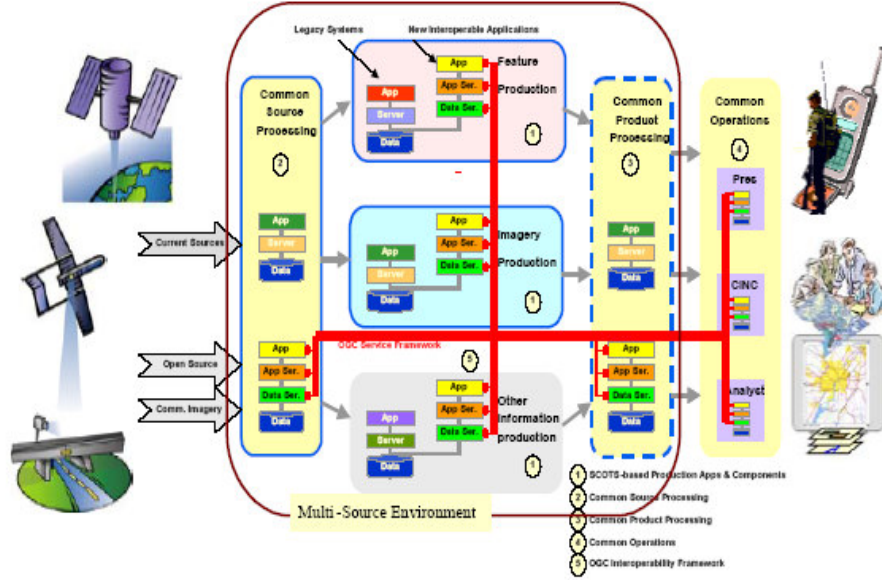 Legacy Systems
New Interoperable Applications
Common
Source
Processing
2
App
Server
Data
App
App Ser.
Data Ser.
Data
Current Sources
Open Source
Comm. Imagery
App
Server
Data
App
App Ser.
Data Ser.
Feature
Production
1
App
Server
Data
App
App Ser.
Data Ser.
Imagery
Production
1
OGC Service Framework
5
App
Server
Data
App
App Ser.
Data Ser.
Other
Information
production
1
Common
Product
Processing
3
App
Server
Data
App
App Ser.
Data Ser.
Data
Common
Operations
4
Pres
CINC
Analyst
Multi-Source Environment
1 SCOTS-based Production Apps & Components
2 Common Source Processing
3 Common Product Processing
4 Common Operations
5 OGC Interoperability Framework